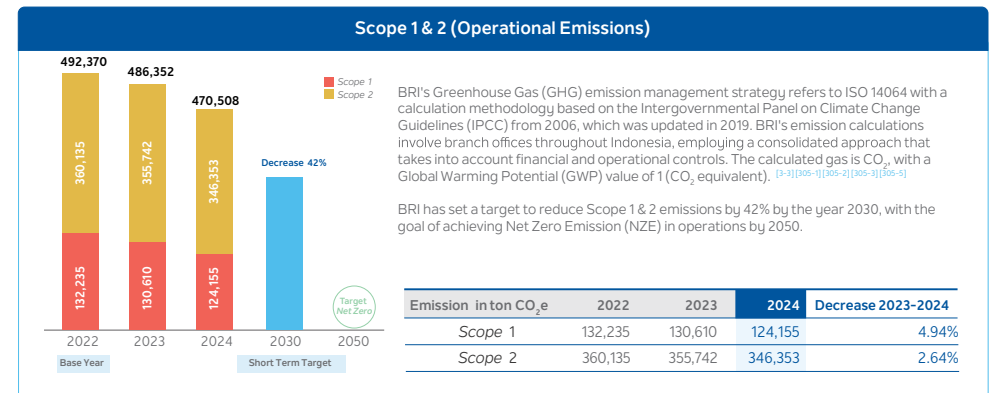 Scope 1 & 2 (Operational Emissions)
492,370
486,352
470,508
Scope 1
Scope 2
360,135
355,742
346,353
132,235
130,610
124,155
Decrease 42%
Target
Net Zero
2022
2023
2024
2030
2050
Base Year
Short Term Target
BRI's Greenhouse Gas (GHG) emission management strategy refers to ISO 14064 with a
calculation methodology based on the Intergovernmental Panel on Climate Change
Guidelines (IPCC) from 2006, which was updated in 2019. BRI's emission calculations
involve branch offices throughout Indonesia, employing a consolidated approach that
takes into account financial and operational controls. The calculated gas is CO₂, with a
Global Warming Potential (GWP) value of 1 (CO₂ equivalent). [3-3][305-1][305-2][305-3][305-5]
BRI has set a target to reduce Scope 1 & 2 emissions by 42% by the year 2030, with the
goal of achieving Net Zero Emission (NZE) in operations by 2050.
Emission in ton CO₂e 2022 2023 2024 Decrease 2023-2024
Scope 1 132,235 130,610 124,155 4.94%
Scope 2 360,135 355,742 346,353 2.64%